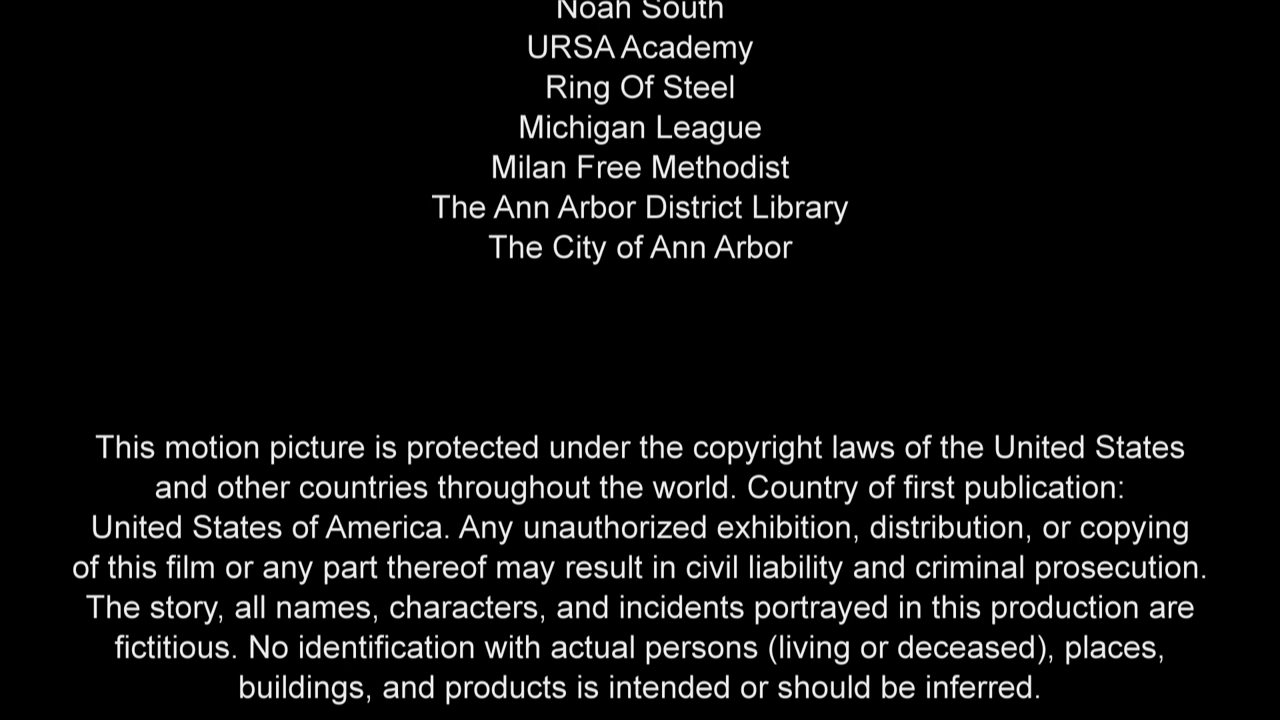 Noah South
URSA Academy
Ring Of Steel
Michigan League
Milan Free Methodist
The Ann Arbor District Library
The City of Ann Arbor
This motion picture is protected under the copyright laws of the United States
and other countries throughout the world. Country of first publication:
United States of America. Any unauthorized exhibition, distribution, or copying
of this film or any part thereof may result in civil liability and criminal prosecution.
The story, all names, characters, and incidents portrayed in this production are
fictitious. No identification with actual persons (living or deceased), places,
buildings, and products is intended or should be inferred.